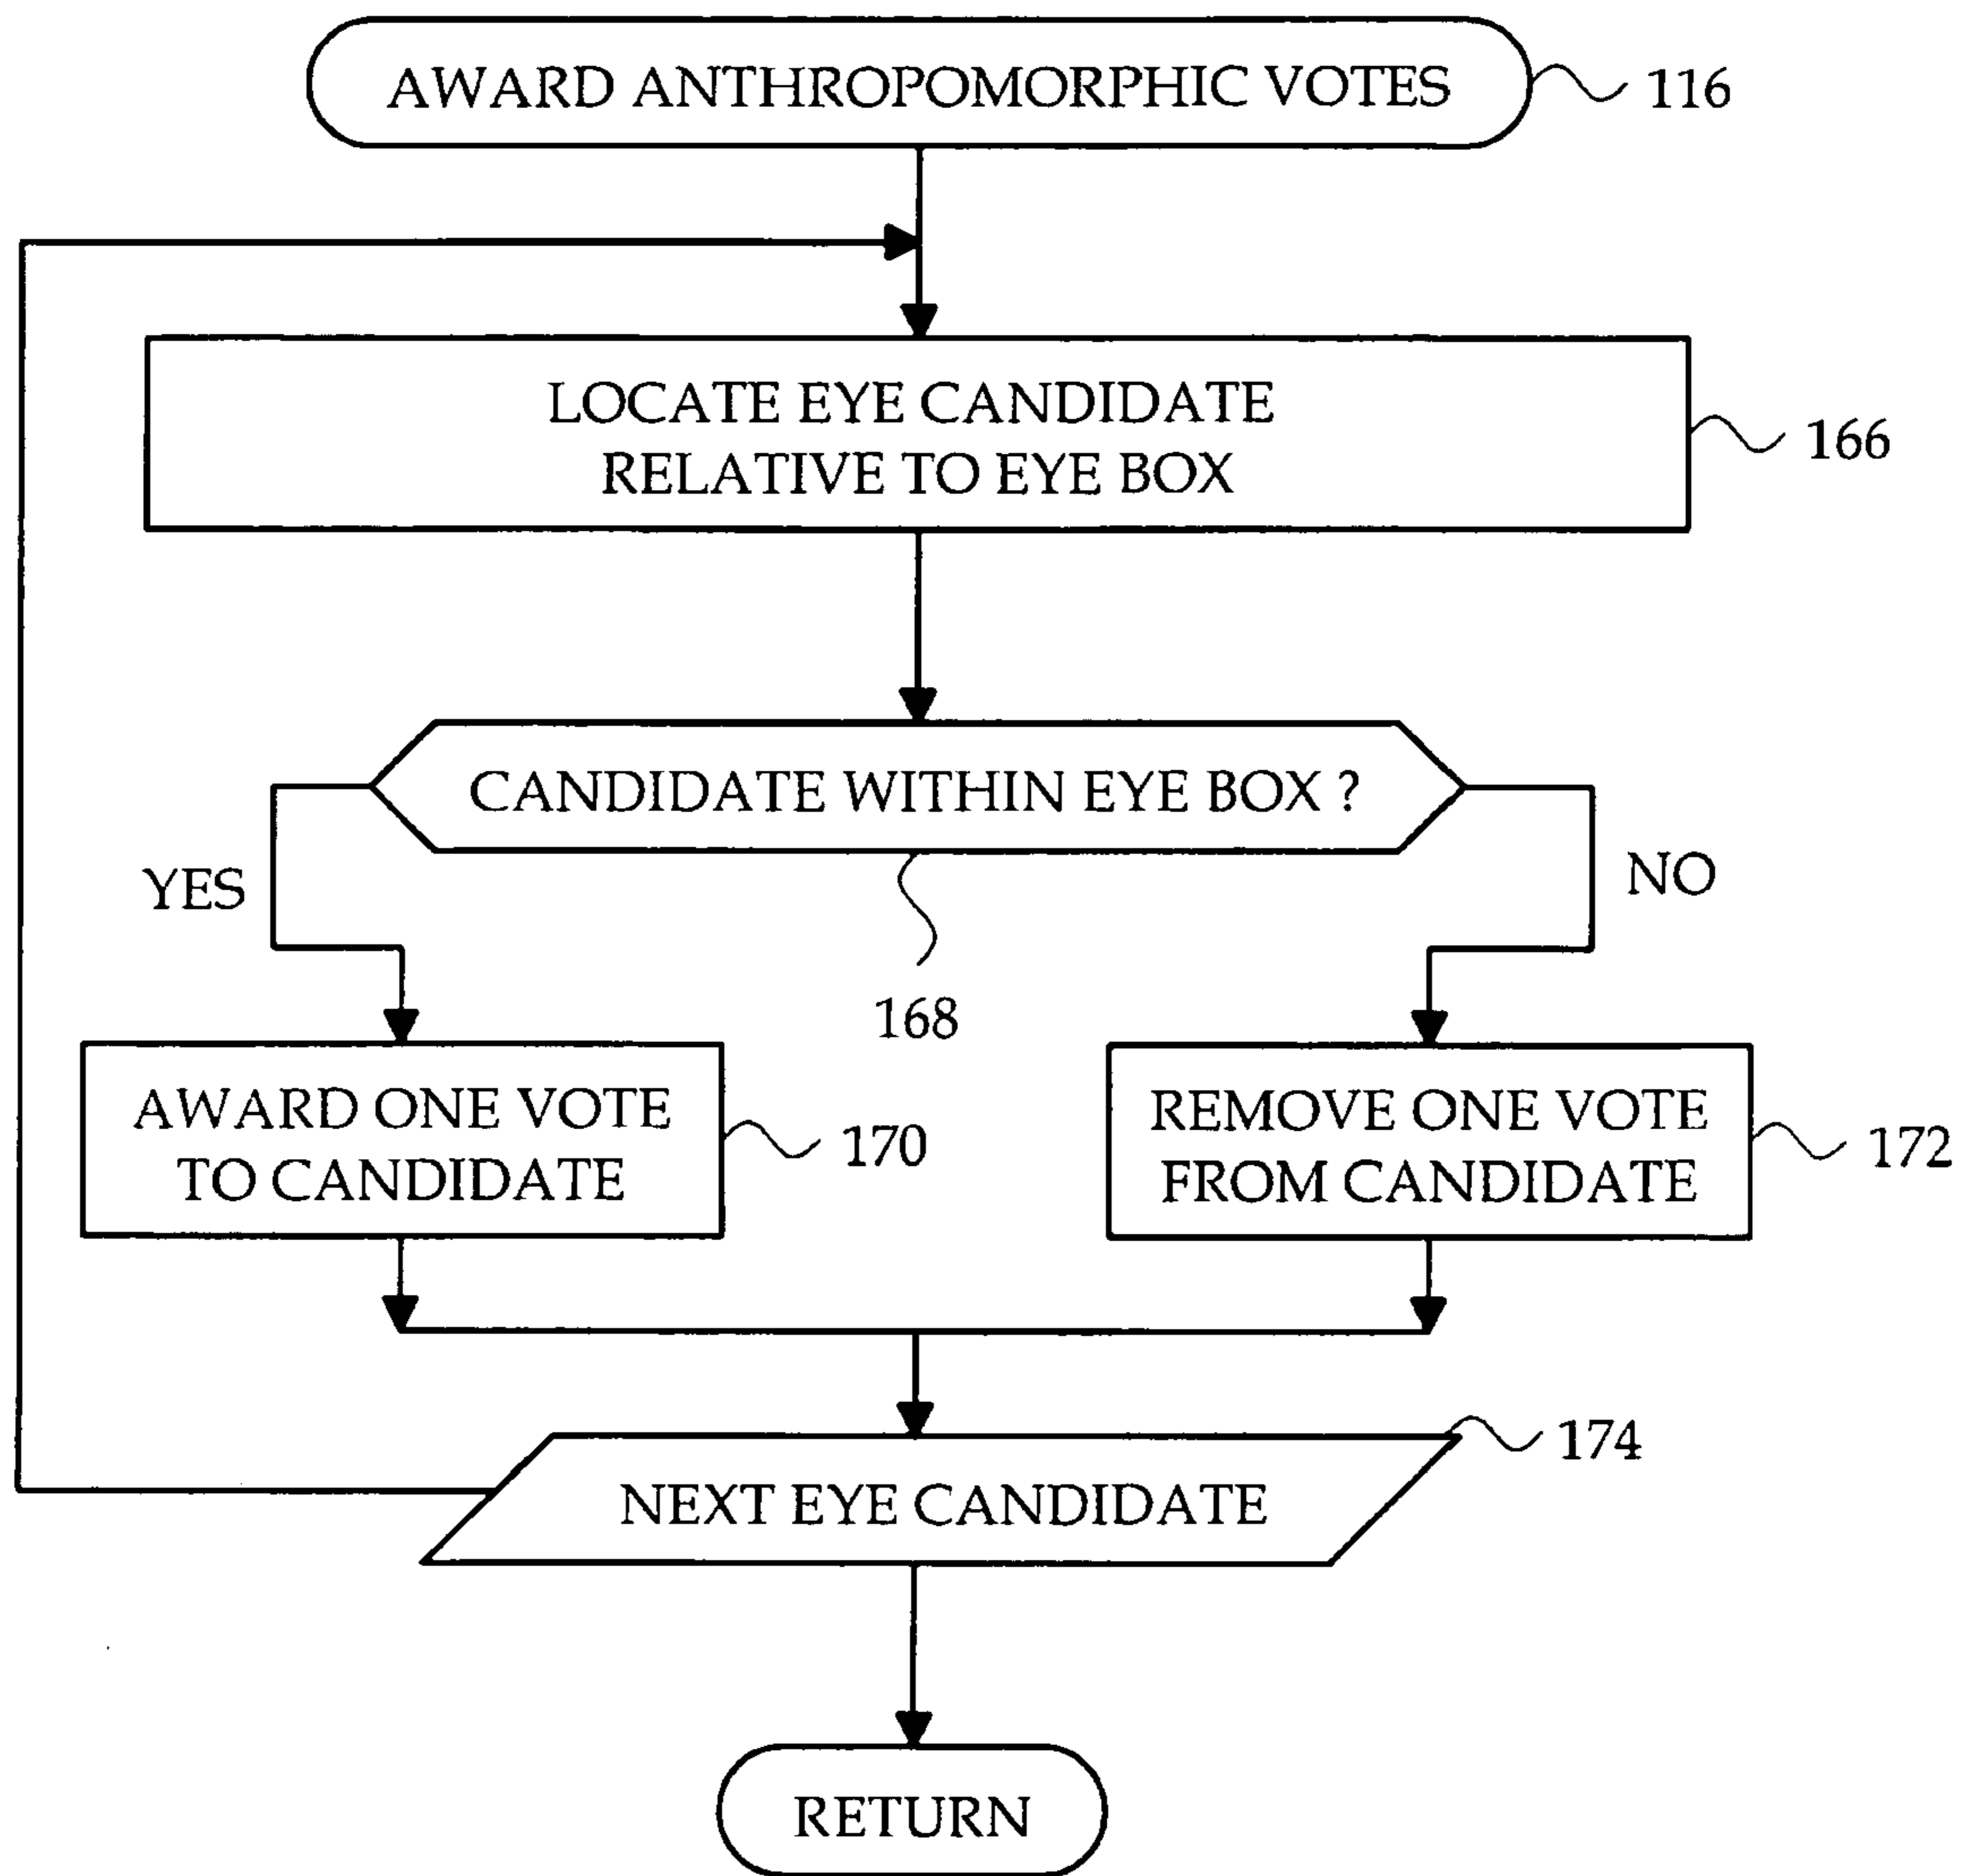 AWARD ANTHROPOMORPHIC VOTES
116
LOCATE EYE CANDIDATE
RELATIVE TO EYE BOX
166
CANDIDATE WITHIN EYE BOX ?
YES
NO
168
AWARD ONE VOTE
TO CANDIDATE
170
REMOVE ONE VOTE
FROM CANDIDATE
172
174
NEXT EYE CANDIDATE
RETURN